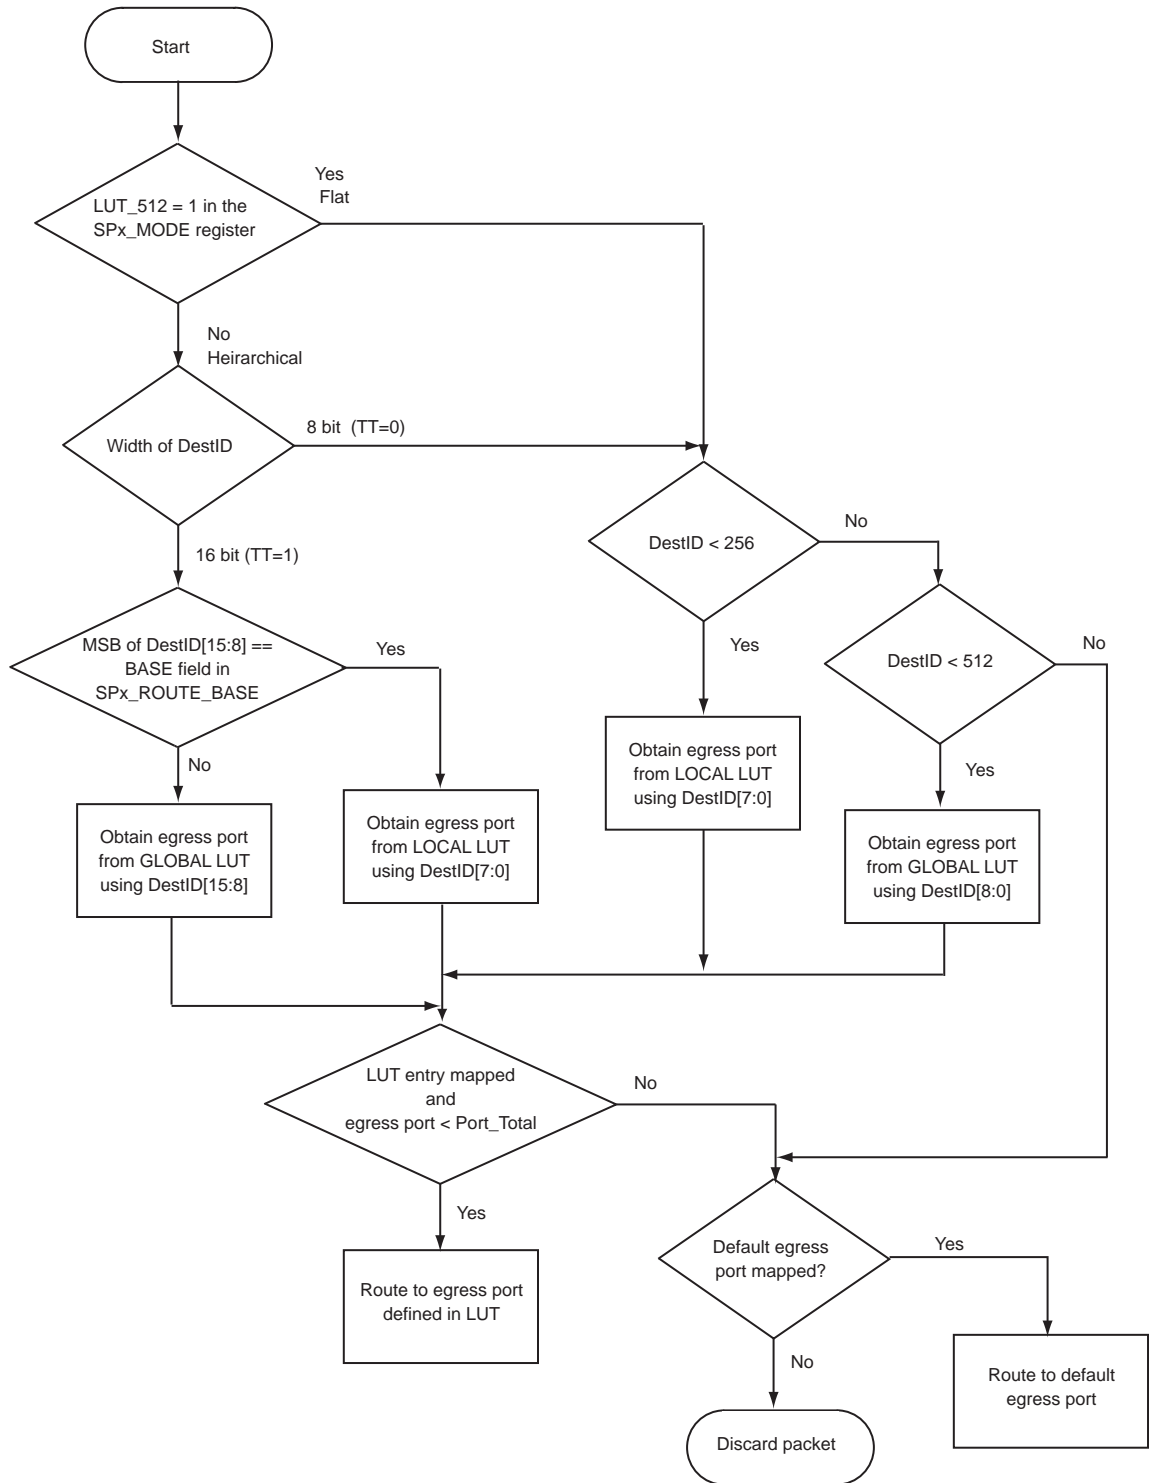 Start
LUT_512 = 1 in the
SPx_MODE register
Yes
Flat
No
Heirarchical
Width of DestID
8 bit (TT=0)
16 bit (TT=1)
DestID < 256
No
Yes
DestID < 512
No
Yes
MSB of DestID[15:8] ==
BASE field in
SPx_ROUTE_BASE
Yes
No
Obtain egress port
from GLOBAL LUT
using DestID[15:8]
Obtain egress port
from LOCAL LUT
using DestID[7:0]
Obtain egress port
from LOCAL LUT
using DestID[7:0]
Obtain egress port
from GLOBAL LUT
using DestID[8:0]
LUT entry mapped
and
egress port < Port_Total
No
Yes
Route to egress port
defined in LUT
Default egress
port mapped?
Yes
No
Route to default
egress port
Discard packet